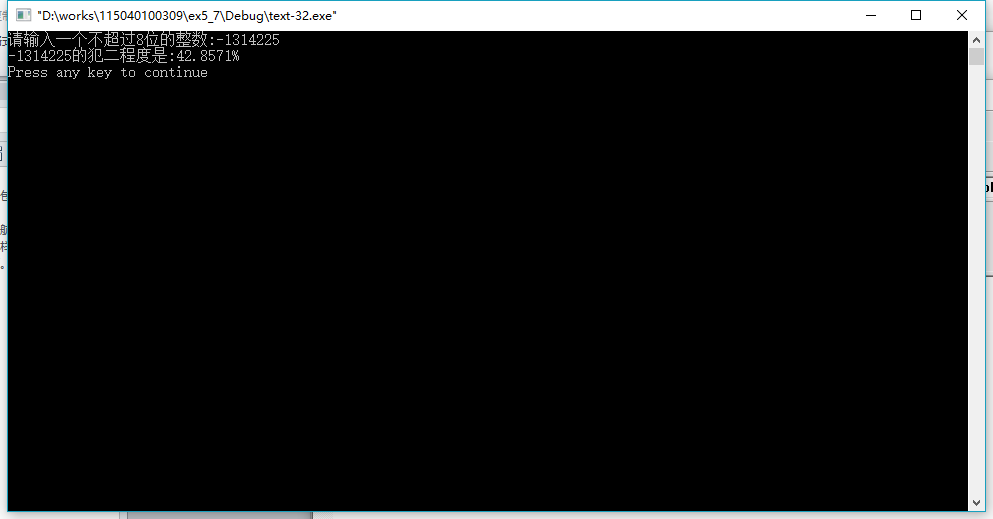 "D:\works\115040100309\ex5_7\Debug\text-32.exe"
请输入一个不超过8位的整数:-1314225
-1314225的犯二程度是:42.8571%
Press any key to continue